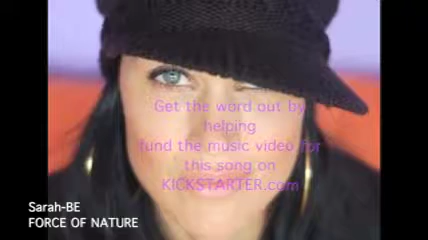 Get the word out by
helping
fund the music video for
this song on
KICKSTARTER.com
Sarah-BE
FORCE OF NATURE